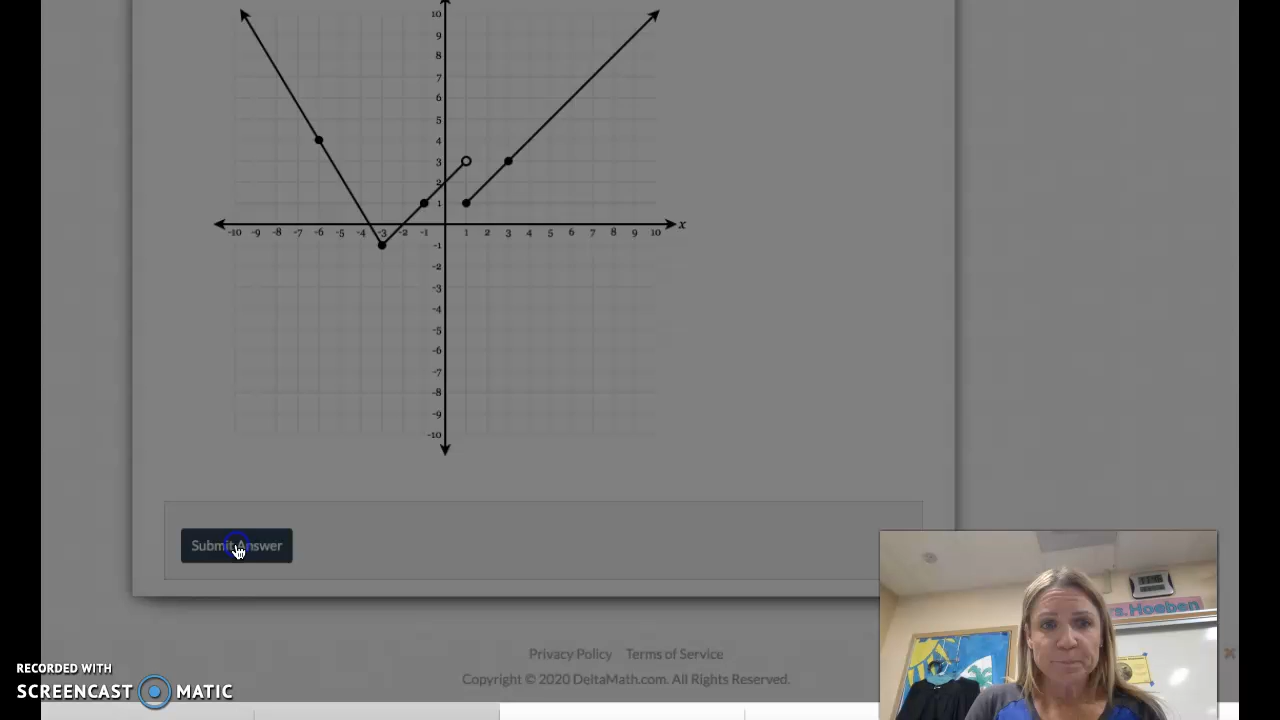 10
9
8
7
6
5
4
3
2
1
-10 -9 -8 -7 -6 -5 -4 -3 -2 -1 1 2 3 4 5 6 7 8 9 10 x
-1
-2
-3
-4
-5
-6
-7
-8
-9
-10
Submit Answer
s. Hoeben
Privacy Policy Terms of Service
Copyright © 2020 DeltaMath.com. All Rights Reserved.
RECORDED WITH
SCREENCAST MATIC